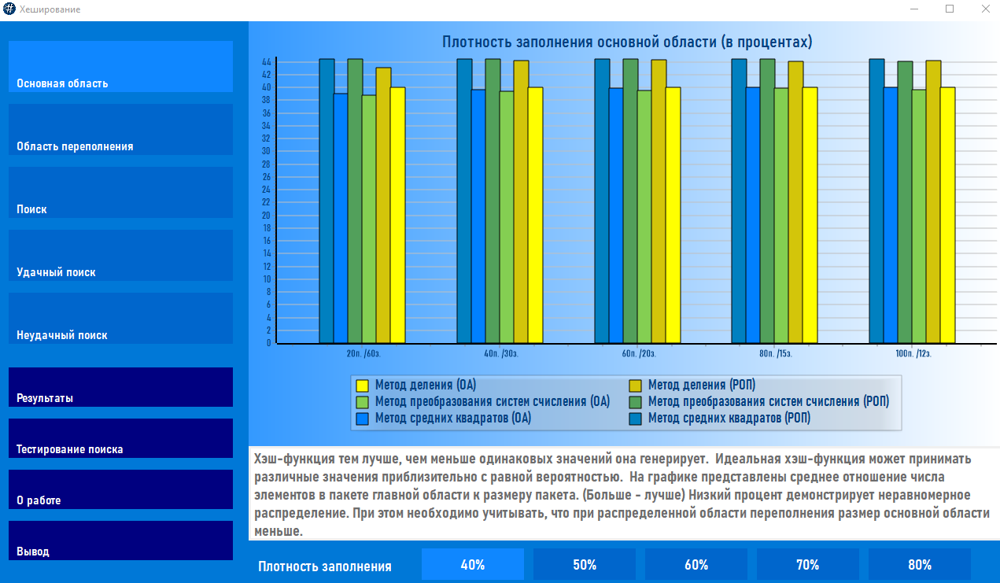 Хеширование
Основная область
Область переполнения
Поиск
Удачный поиск
Неудачный поиск
Результаты
Тестирование поиска
О работе
Вывод
Плотность заполнения основной области (в процентах)
44
42
40
38
36
34
32
30
28
26
24
22
20
18
16
14
12
10
8
6
4
2
0
20п. /60з.
40п. /30з.
60п. /20з.
80п. /15з.
100п. /12з.
Метод деления (ОА)
Метод деления (РОП)
Метод преобразования систем счисления (ОА)
Метод преобразования систем счисления (РОП)
Метод средних квадратов (ОА)
Метод средних квадратов (РОП)
Хэш-функция тем лучше, чем меньше одинаковых значений она генерирует. Идеальная хэш-функция может принимать
различные значения приблизительно с равной вероятностью. На графике представлены среднее отношение числа
элементов в пакете главной области к размеру пакета. (Больше - лучше) Низкий процент демонстрирует неравномерное
распределение. При этом необходимо учитывать, что при распределенной области переполнения размер основной области
меньше.
Плотность заполнения
40%
50%
60%
70%
80%